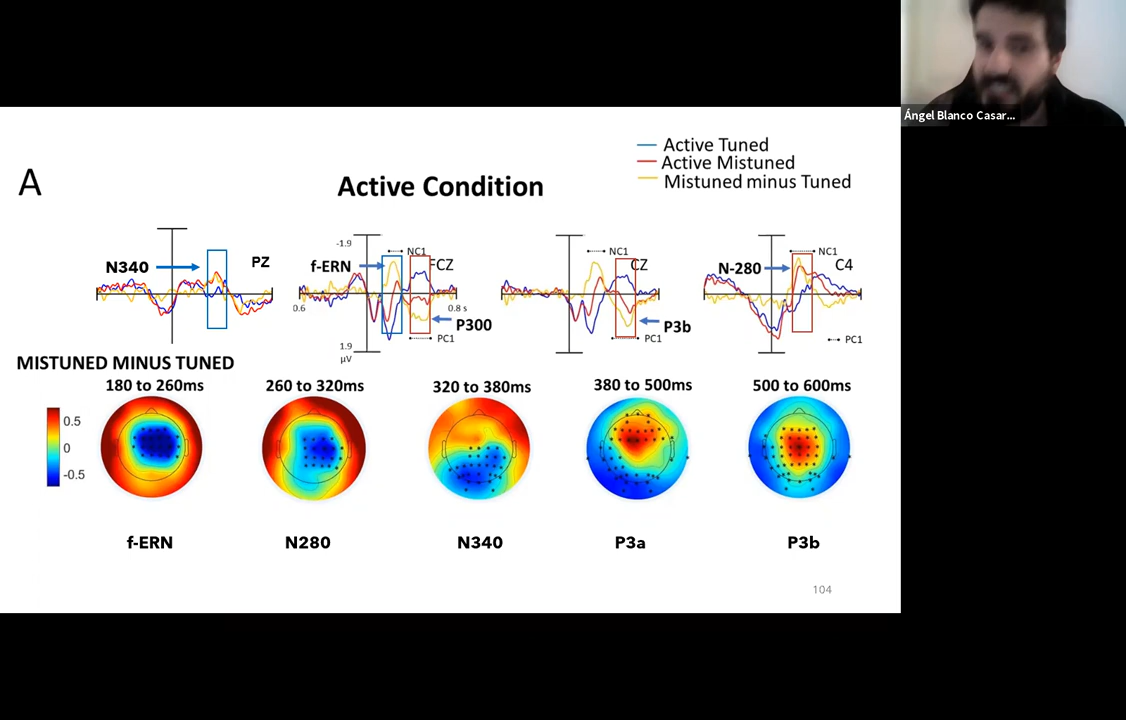 Ángel Blanco Casar...
Active Tuned
Active Mistuned
Mistuned minus Tuned
A
Active Condition
N340
PZ
-1.9
NC1
f-ERN
FCZ
0.6
0.8 s
P300
PC1
1.9
µV
NC1
CZ
P3b
PC1
NC1
N-280
C4
PC1
MISTUNED MINUS TUNED
180 to 260ms
260 to 320ms
320 to 380ms
380 to 500ms
500 to 600ms
0.5
0
-0.5
f-ERN
N280
N340
P3a
P3b
104